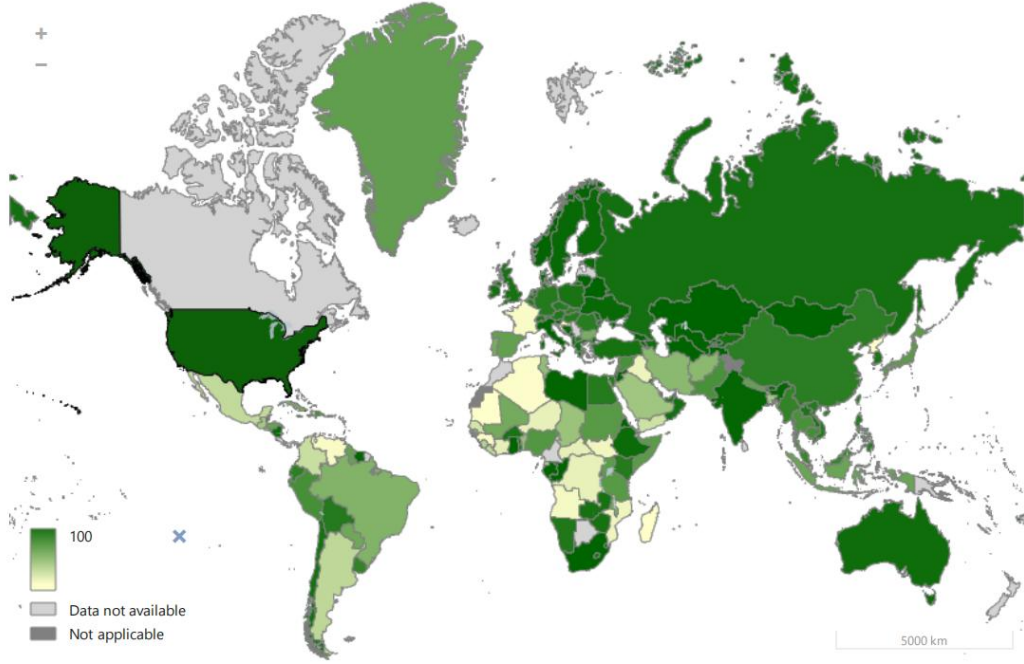 +
−
100
Data not available
Not applicable
5000 km